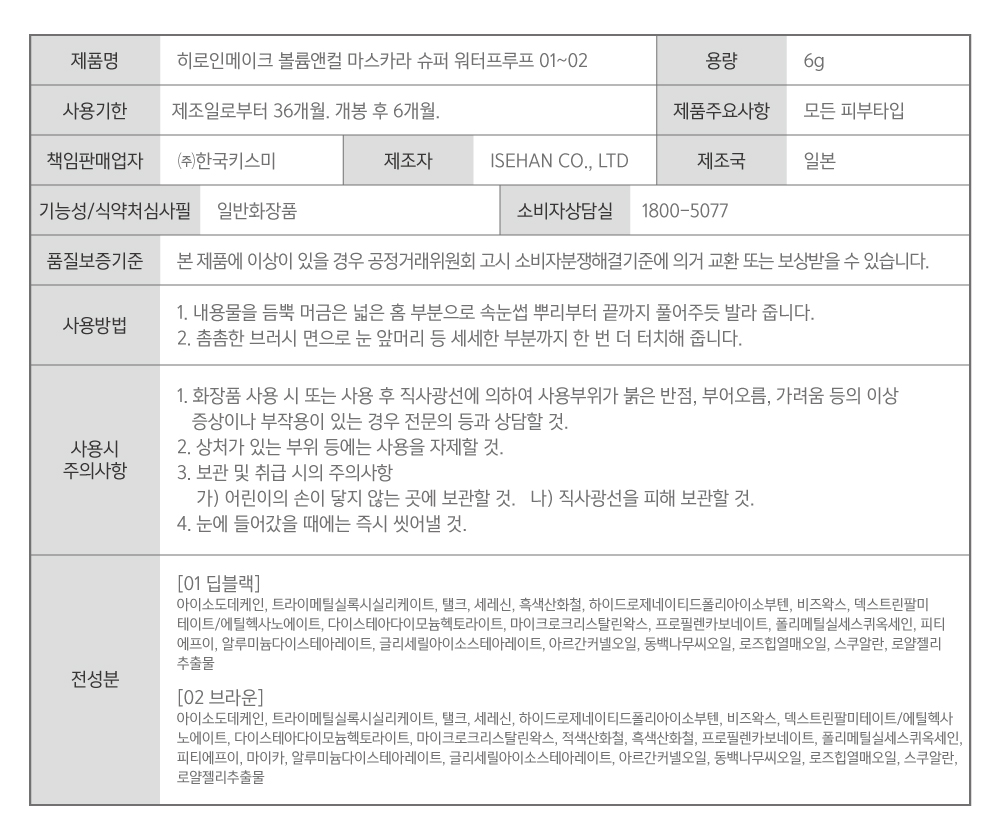 제품명 히로인메이크 볼륨앤컬 마스카라 슈퍼 워터프루프 01~02 용량 6g
사용기한 제조일로부터 36개월. 개봉 후 6개월. 제품주요사항 모든 피부타입
책임판매업자 ㈜한국키스미 제조자 ISEHAN CO., LTD 제조국 일본
기능성/식약처심사필 일반화장품 소비자상담실 1800-5077
품질보증기준 본 제품에 이상이 있을 경우 공정거래위원회 고시 소비자분쟁해결기준에 의거 교환 또는 보상받을 수 있습니다.
사용방법
1. 내용물을 듬뿍 머금은 넓은 홈 부분으로 속눈썹 뿌리부터 끝까지 풀어주듯 발라 줍니다.
2. 촘촘한 브러시 면으로 눈 앞머리 등 세세한 부분까지 한 번 더 터치해 줍니다.
사용시
주의사항
1. 화장품 사용 시 또는 사용 후 직사광선에 의하여 사용부위가 붉은 반점, 부어오름, 가려움 등의 이상
증상이나 부작용이 있는 경우 전문의 등과 상담할 것.
2. 상처가 있는 부위 등에는 사용을 자제할 것.
3. 보관 및 취급 시의 주의사항
가) 어린이의 손이 닿지 않는 곳에 보관할 것. 나) 직사광선을 피해 보관할 것.
4. 눈에 들어갔을 때에는 즉시 씻어낼 것.
전성분
[01 딥블랙]
아이소도데케인, 트라이메틸실록시실리케이트, 탤크, 세레신, 흑색산화철, 하이드로제네이티드폴리아이소부텐, 비즈왁스, 덱스트린팔미
테이트/에틸헥사노에이트, 다이스테아다이모늄헥토라이트, 마이크로크리스탈린왁스, 프로필렌카보네이트, 폴리메틸실세스퀴옥세인, 피티
에프이, 알루미늄다이스테아레이트, 글리세릴아이소스테아레이트, 아르간커넬오일, 동백나무씨오일, 로즈힙열매오일, 스쿠알란, 로얄젤리
추출물
[02 브라운]
아이소도데케인, 트라이메틸실록시실리케이트, 탤크, 세레신, 하이드로제네이티드폴리아이소부텐, 비즈왁스, 덱스트린팔미테이트/에틸헥사
노에이트, 다이스테아다이모늄헥토라이트, 마이크로크리스탈린왁스, 적색산화철, 흑색산화철, 프로필렌카보네이트, 폴리메틸실세스퀴옥세인,
피티에프이, 마이카, 알루미늄다이스테아레이트, 글리세릴아이소스테아레이트, 아르간커넬오일, 동백나무씨오일, 로즈힙열매오일, 스쿠알란,
로얄젤리추출물